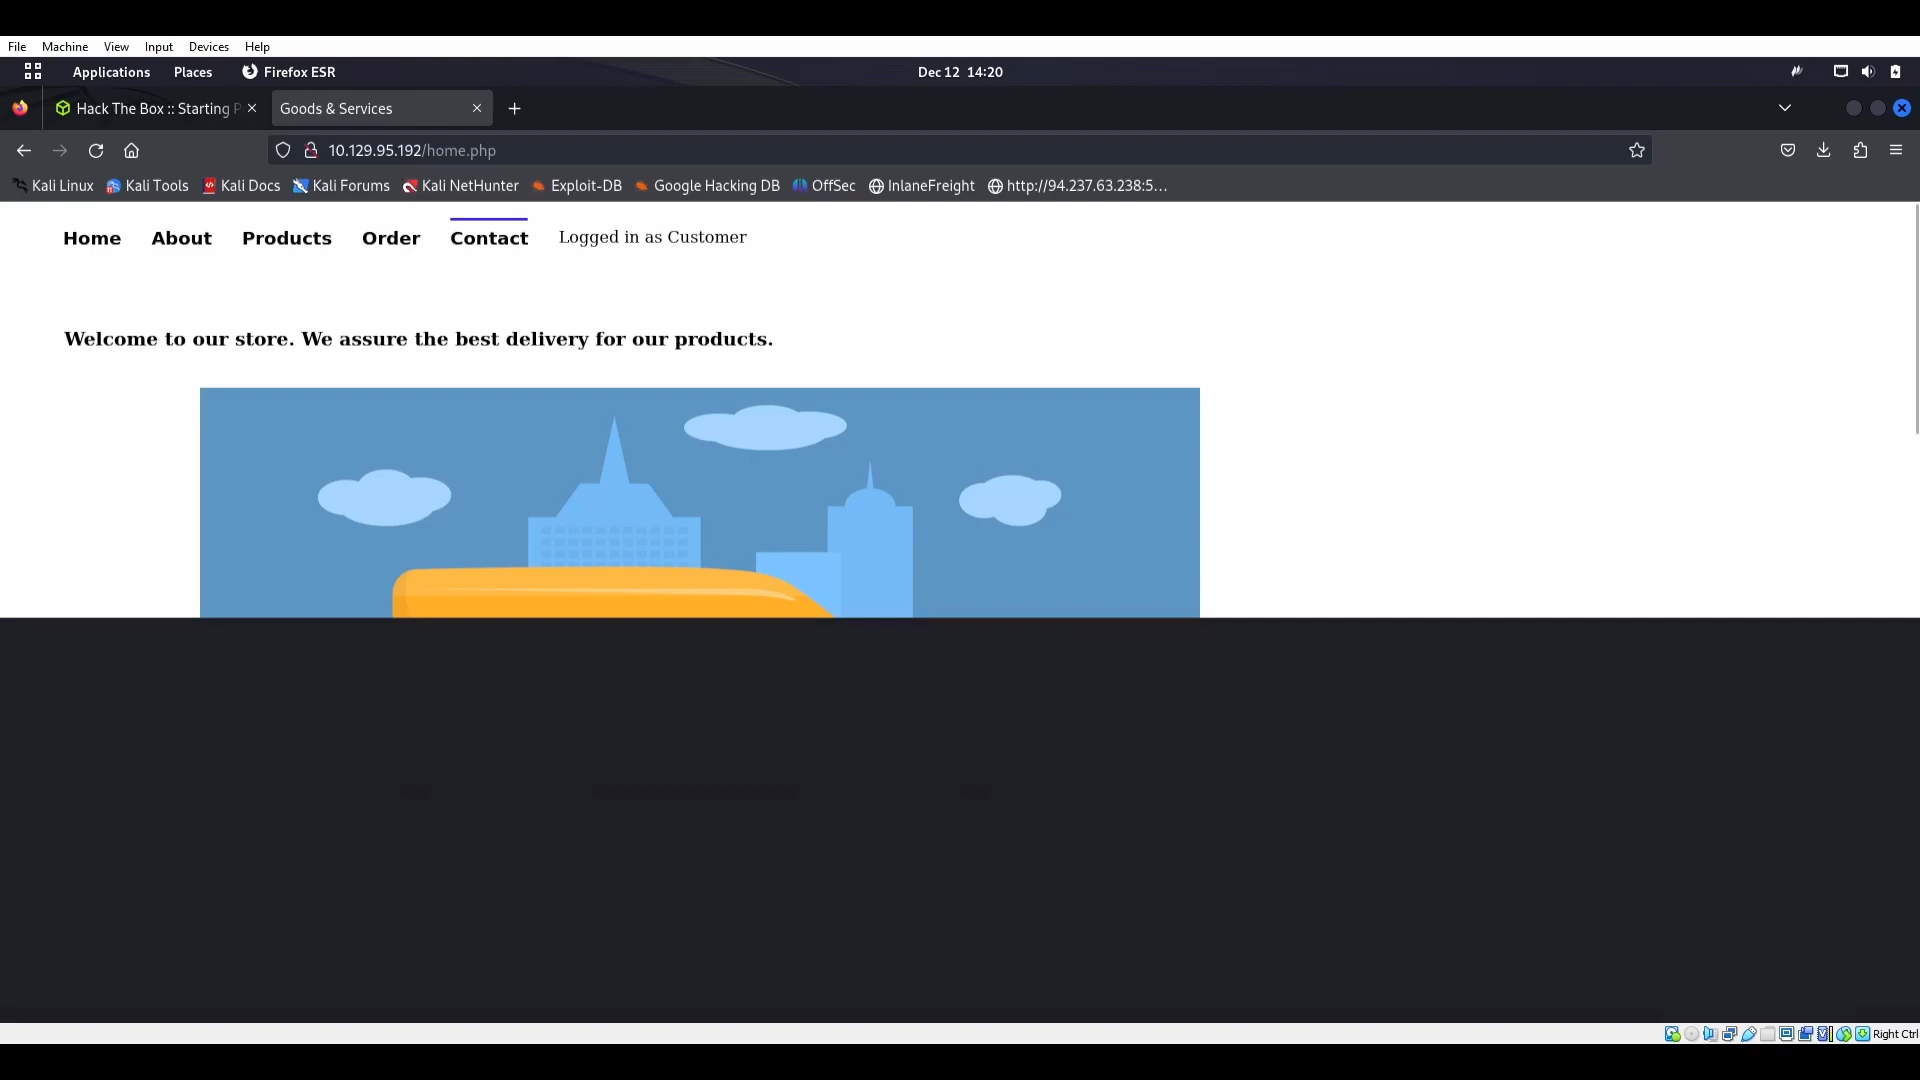 File Machine View Input Devices Help
Applications Places Firefox ESR Dec 12 14:20
Hack The Box :: Starting P Goods & Services
10.129.95.192/home.php
Kali Linux Kali Tools Kali Docs Kali Forums Kali NetHunter Exploit-DB Google Hacking DB OffSec InlaneFreight http://94.237.63.238:5…
Home About Products Order Contact Logged in as Customer
Welcome to our store. We assure the best delivery for our products.
Right Ctrl